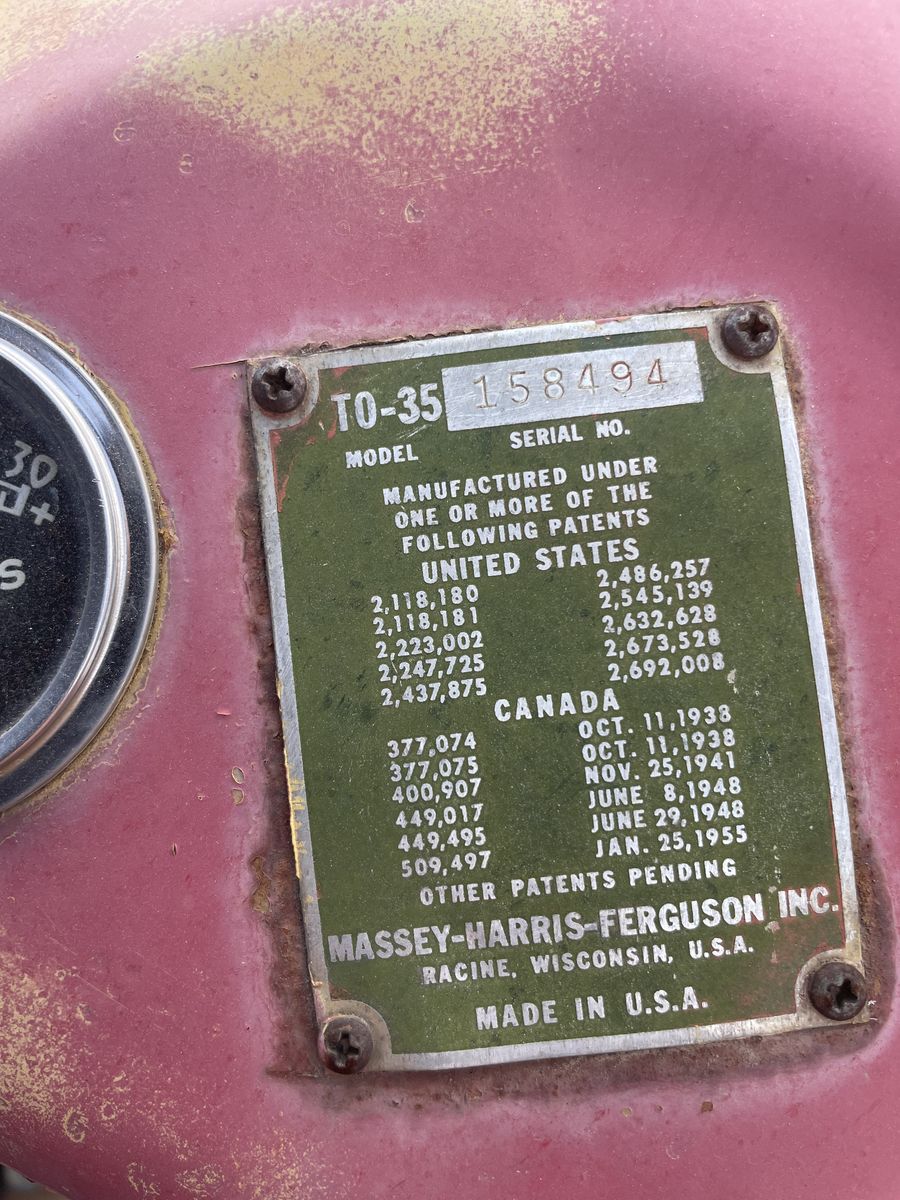 30
+
S
TO-35 158494
MODEL SERIAL NO.
MANUFACTURED UNDER
ONE OR MORE OF THE
FOLLOWING PATENTS
UNITED STATES
2,118,180 2,486,257
2,118,181 2,545,139
2,223,002 2,632,628
2,247,725 2,673,528
2,437,875 2,692,008
CANADA
377,074 OCT. 11,1938
377,075 OCT. 11,1938
400,907 NOV. 25,1941
449,017 JUNE 8,1948
449,495 JUNE 29,1948
509,497 JAN. 25,1955
OTHER PATENTS PENDING
MASSEY-HARRIS-FERGUSON INC.
RACINE, WISCONSIN, U.S.A.
MADE IN U.S.A.